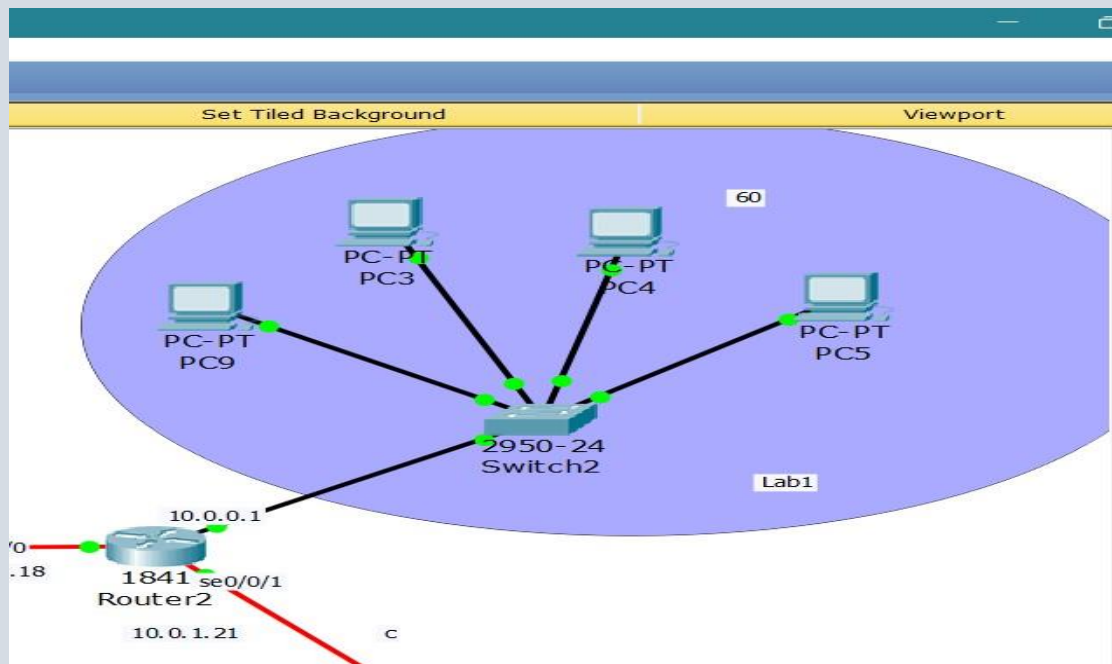 Set Tiled Background
Viewport
60
PC-PT
PC3
PC-PT
PC4
PC-PT
PC9
PC-PT
PC5
2950-24
Switch2
Lab1
10.0.0.1
/0
.18
1841
Router2
se0/0/1
10.0.1.21
c